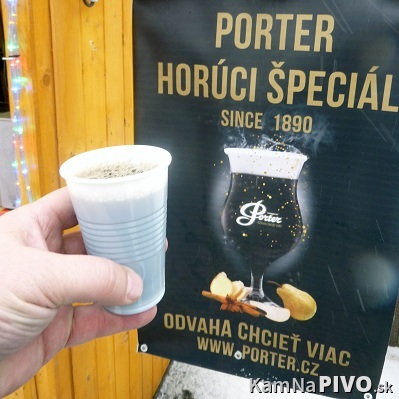 PORTER
HORÚCI ŠPECIÁL
SINCE 1890
Porter
ODVAHA CHCIEŤ VIAC
WWW.PORTER.CZ
KamNaPIVO.sk